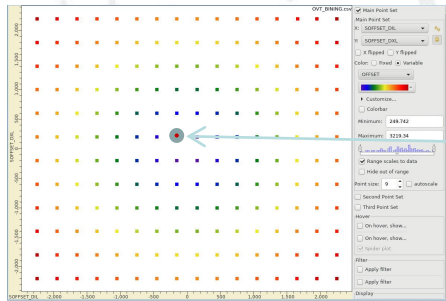 OVT_BINING.csv
2,000
1,500
1,000
500
0
-500
-1,000
-1,500
-2,000
SOFFSET_DXL
SOFFSET_DIL -2,000 -1,500 -1,000 -500 0 500 1,000 1,500 2,000
Main Point Set
Main Point Set
X: SOFFSET_DIL
Y: SOFFSET_DXL
X flipped Y flipped
Color: Fixed Variable
OFFSET
Customize...
Colorbar
Minimum: 249.742
Maximum: 3219.34
Range scales to data
Hide out of range
Point size: 9 autoscale
Second Point Set
Third Point Set
Hover
On hover, show...
On hover, show...
Spider plot
Filter
Apply filter
Apply filter
Display